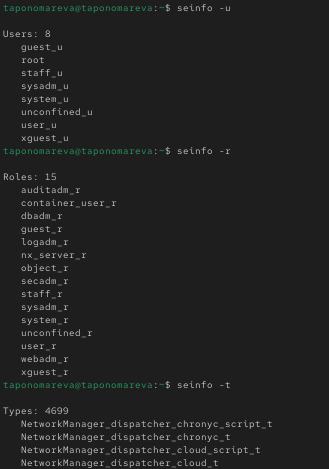 taponomareva@taponomareva:~$ seinfo -u
Users: 8
guest_u
root
staff_u
sysadm_u
system_u
unconfined_u
user_u
xguest_u
taponomareva@taponomareva:~$ seinfo -r
Roles: 15
auditadm_r
container_user_r
dbadm_r
guest_r
logadm_r
nx_server_r
object_r
secadm_r
staff_r
sysadm_r
system_r
unconfined_r
user_r
webadm_r
xguest_r
taponomareva@taponomareva:~$ seinfo -t
Types: 4699
NetworkManager_dispatcher_chronyc_script_t
NetworkManager_dispatcher_chronyc_t
NetworkManager_dispatcher_cloud_script_t
NetworkManager_dispatcher_cloud_t